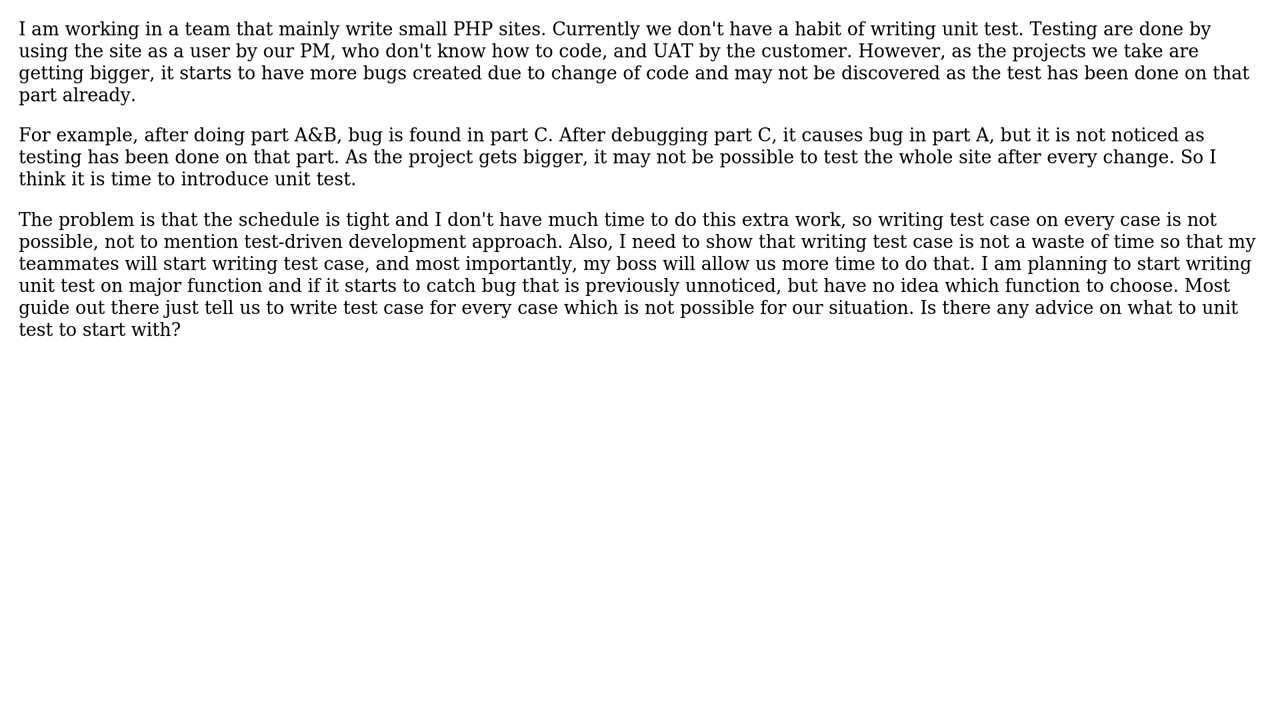 I am working in a team that mainly write small PHP sites. Currently we don't have a habit of writing unit test. Testing are done by
using the site as a user by our PM, who don't know how to code, and UAT by the customer. However, as the projects we take are
getting bigger, it starts to have more bugs created due to change of code and may not be discovered as the test has been done on that
part already.
For example, after doing part A&B, bug is found in part C. After debugging part C, it causes bug in part A, but it is not noticed as
testing has been done on that part. As the project gets bigger, it may not be possible to test the whole site after every change. So I
think it is time to introduce unit test.
The problem is that the schedule is tight and I don't have much time to do this extra work, so writing test case on every case is not
possible, not to mention test-driven development approach. Also, I need to show that writing test case is not a waste of time so that my
teammates will start writing test case, and most importantly, my boss will allow us more time to do that. I am planning to start writing
unit test on major function and if it starts to catch bug that is previously unnoticed, but have no idea which function to choose. Most
guide out there just tell us to write test case for every case which is not possible for our situation. Is there any advice on what to unit
test to start with?